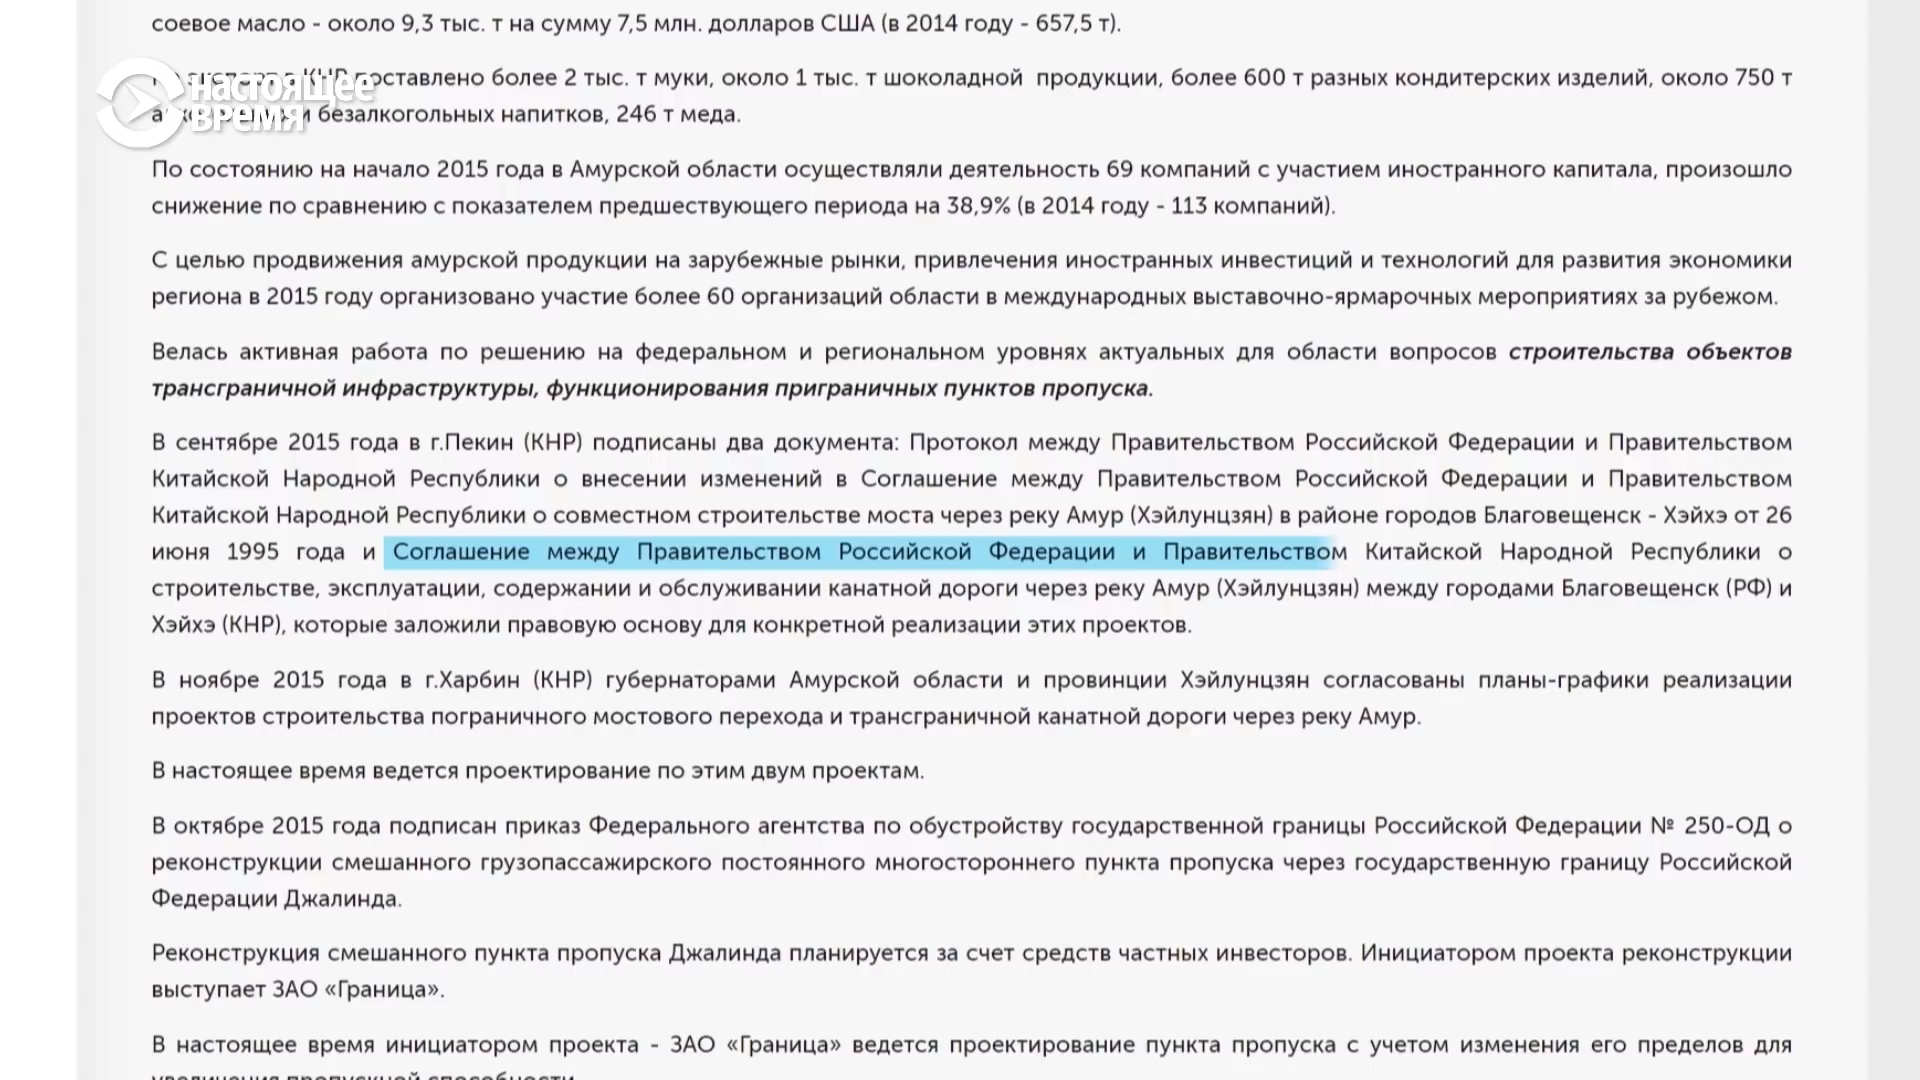 соевое масло - около 9,3 тыс. т на сумму 7,5 млн. долларов США (в 2014 году - 657,5 т).
настоящее
время
КНР поставлено более 2 тыс. т муки, около 1 тыс. т шоколадной продукции, более 600 т разных кондитерских изделий, около 750 т
и безалкогольных напитков, 246 т меда.
По состоянию на начало 2015 года в Амурской области осуществляли деятельность 69 компаний с участием иностранного капитала, произошло
снижение по сравнению с показателем предшествующего периода на 38,9% (в 2014 году - 113 компаний).
С целью продвижения амурской продукции на зарубежные рынки, привлечения иностранных инвестиций и технологий для развития экономики
региона в 2015 году организовано участие более 60 организаций области в международных выставочно-ярмарочных мероприятиях за рубежом.
Велась активная работа по решению на федеральном и региональном уровнях актуальных для области вопросов строительства объектов
трансграничной инфраструктуры, функционирования приграничных пунктов пропуска.
В сентябре 2015 года в г.Пекин (КНР) подписаны два документа: Протокол между Правительством Российской Федерации и Правительством
Китайской Народной Республики о внесении изменений в Соглашение между Правительством Российской Федерации и Правительством
Китайской Народной Республики о совместном строительстве моста через реку Амур (Хэйлунцзян) в районе городов Благовещенск - Хэйхэ от 26
июня 1995 года и Соглашение между Правительством Российской Федерации и Правительством Китайской Народной Республики о
строительстве, эксплуатации, содержании и обслуживании канатной дороги через реку Амур (Хэйлунцзян) между городами Благовещенск (РФ) и
Хэйхэ (КНР), которые заложили правовую основу для конкретной реализации этих проектов.
В ноябре 2015 года в г.Харбин (КНР) губернаторами Амурской области и провинции Хэйлунцзян согласованы планы-графики реализации
проектов строительства пограничного мостового перехода и трансграничной канатной дороги через реку Амур.
В настоящее время ведется проектирование по этим двум проектам.
В октябре 2015 года подписан приказ Федерального агентства по обустройству государственной границы Российской Федерации № 250-ОД о
реконструкции смешанного грузопассажирского постоянного многостороннего пункта пропуска через государственную границу Российской
Федерации Джалинда.
Реконструкция смешанного пункта пропуска Джалинда планируется за счет средств частных инвесторов. Инициатором проекта реконструкции
выступает ЗАО «Граница».
В настоящее время инициатором проекта - ЗАО «Граница» ведется проектирование пункта пропуска с учетом изменения его пределов для